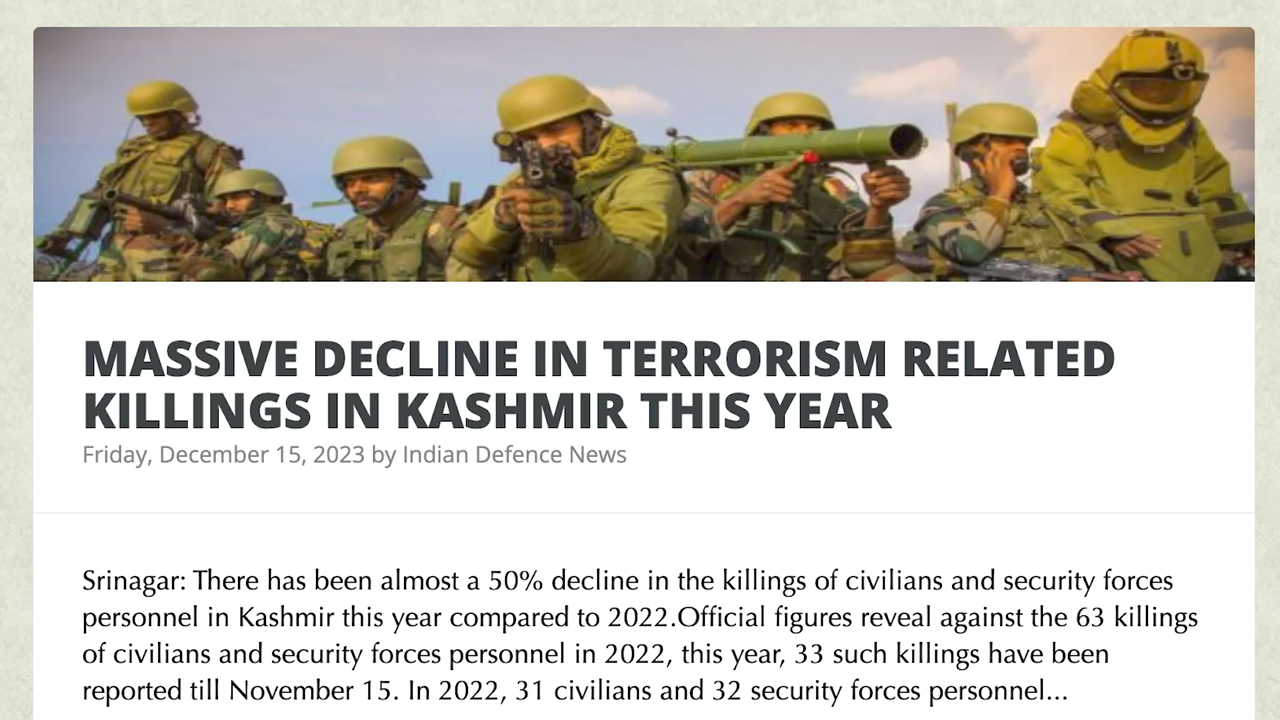 MASSIVE DECLINE IN TERRORISM RELATED
KILLINGS IN KASHMIR THIS YEAR
Friday, December 15, 2023 by Indian Defence News
Srinagar: There has been almost a 50% decline in the killings of civilians and security forces
personnel in Kashmir this year compared to 2022.Official figures reveal against the 63 killings
of civilians and security forces personnel in 2022, this year, 33 such killings have been
reported till November 15. In 2022, 31 civilians and 32 security forces personnel...